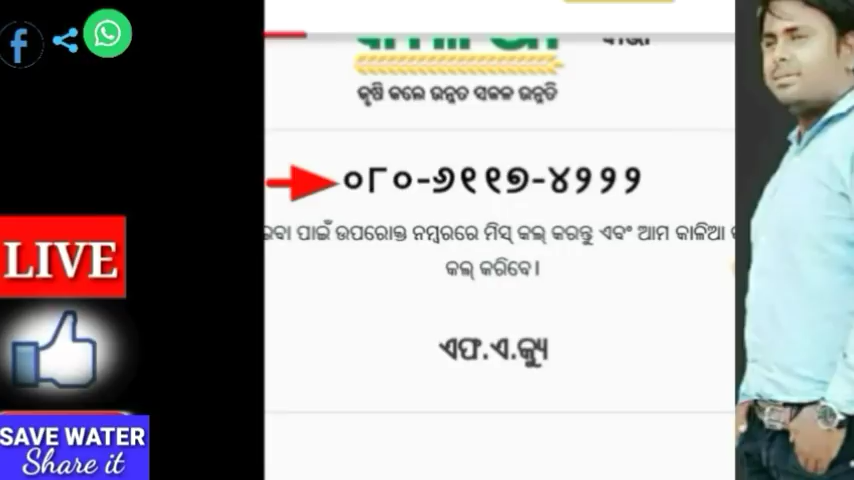 କୃଷି କଲେ ଉନ୍ନତ ସକଳ ଉନ୍ନତି
୦୮୦-୬୧୧୭-୪୨୨୨
ପାଇଁ ଉପରୋକ୍ତ ନମ୍ବରରେ ମିସ୍ କଲ୍ କରନ୍ତୁ ଏବଂ ଆମ କାଳିଆ
କଲ୍ କରିବେ।
ଏଫ.ଏ.କ୍ୟୁ
LIVE
SAVE WATER
Share it